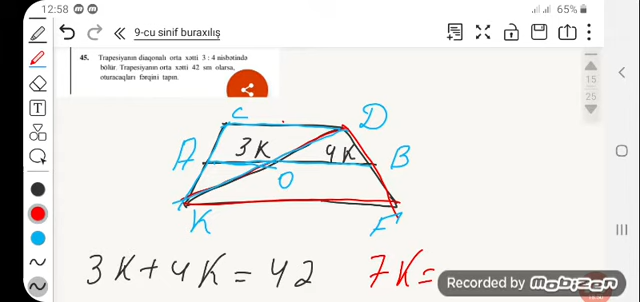 12:58 65%
9-cu sinif buraxılış
45. Trapesiyanın diaqonalı orta xətti 3 : 4 nisbətində
bölür. Trapesiyanın orta xətti 42 sm olarsa,
oturacaqları fərqini tapın.
15
25
C D
A 3K 4K B
O
K F
3K+4K=42 7K=
Recorded by Mobizen